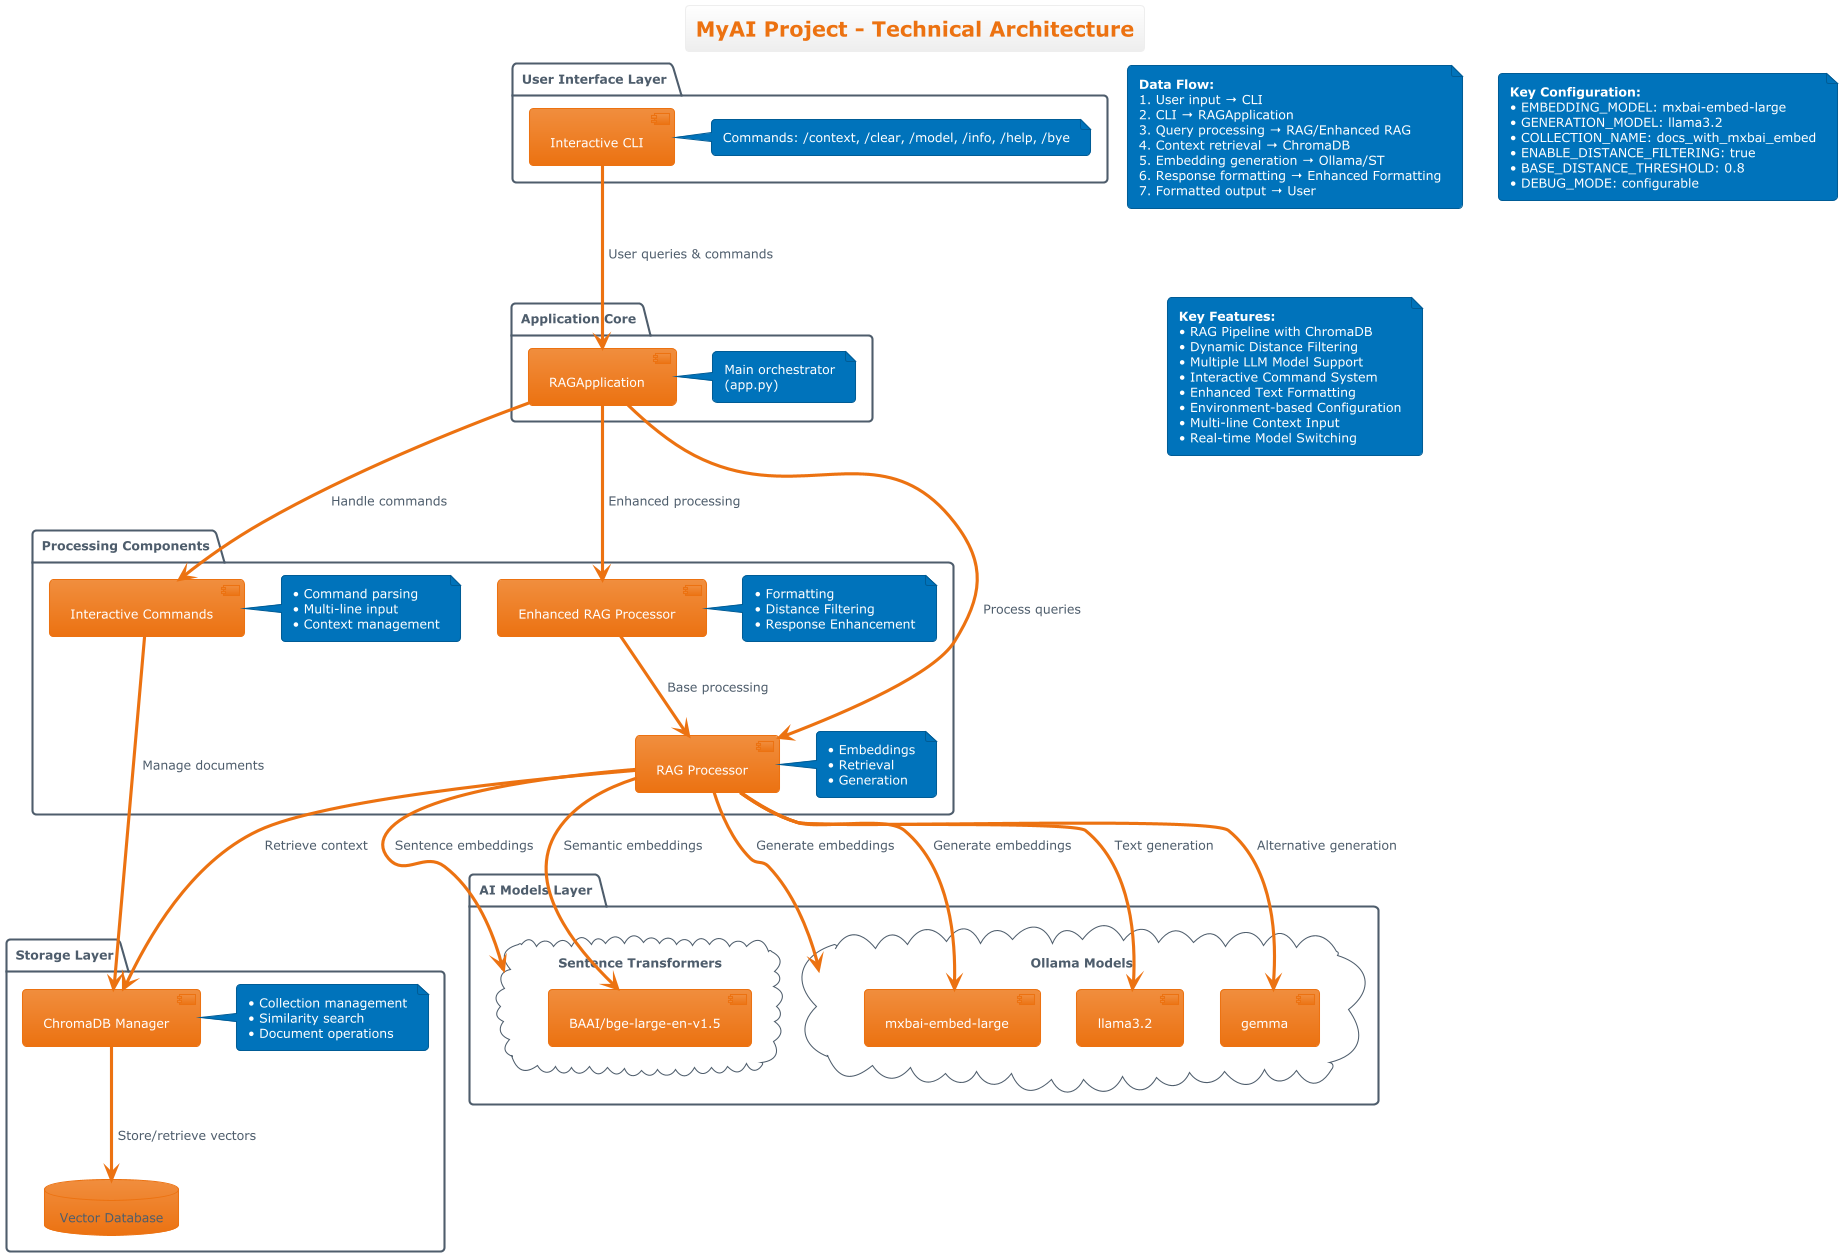 MyAI Project - Technical Architecture
User Interface Layer
Interactive CLI
Commands: /context, /clear, /model, /info, /help, /bye
Data Flow:
1. User input → CLI
2. CLI → RAGApplication
3. Query processing → RAG/Enhanced RAG
4. Context retrieval → ChromaDB
5. Embedding generation → Ollama/ST
6. Response formatting → Enhanced Formatting
7. Formatted output → User
Key Configuration:
• EMBEDDING_MODEL: mxbai-embed-large
• GENERATION_MODEL: llama3.2
• COLLECTION_NAME: docs_with_mxbai_embed
• ENABLE_DISTANCE_FILTERING: true
• BASE_DISTANCE_THRESHOLD: 0.8
• DEBUG_MODE: configurable
User queries & commands
Application Core
RAGApplication
Main orchestrator
(app.py)
Key Features:
• RAG Pipeline with ChromaDB
• Dynamic Distance Filtering
• Multiple LLM Model Support
• Interactive Command System
• Enhanced Text Formatting
• Environment-based Configuration
• Multi-line Context Input
• Real-time Model Switching
Handle commands
Enhanced processing
Process queries
Processing Components
Interactive Commands
• Command parsing
• Multi-line input
• Context management
Enhanced RAG Processor
• Formatting
• Distance Filtering
• Response Enhancement
Base processing
RAG Processor
• Embeddings
• Retrieval
• Generation
Manage documents
Retrieve context
Sentence embeddings
Semantic embeddings
Generate embeddings
Generate embeddings
Text generation
Alternative generation
AI Models Layer
Sentence Transformers
BAAI/bge-large-en-v1.5
Ollama Models
mxbai-embed-large
llama3.2
gemma
Storage Layer
ChromaDB Manager
• Collection management
• Similarity search
• Document operations
Store/retrieve vectors
Vector Database